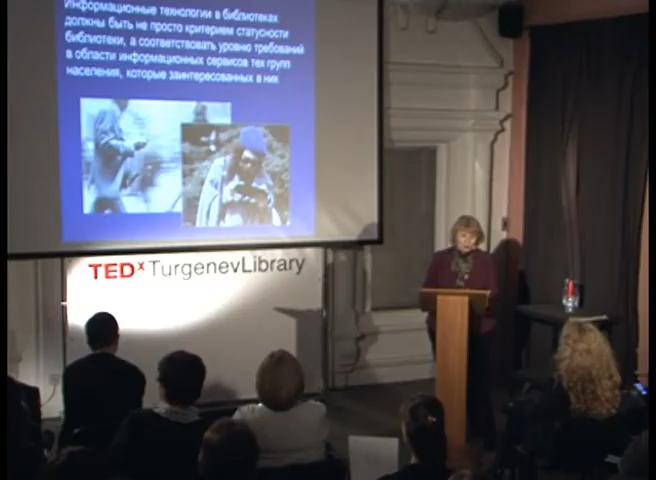 Информационные технологии в библиотеках
должны быть не просто критерием статусности
библиотеки, а соответствовать уровню требований
в области информационных сервисов тех групп
населения, которые заинтересованных в них
TEDxTurgenevLibrary